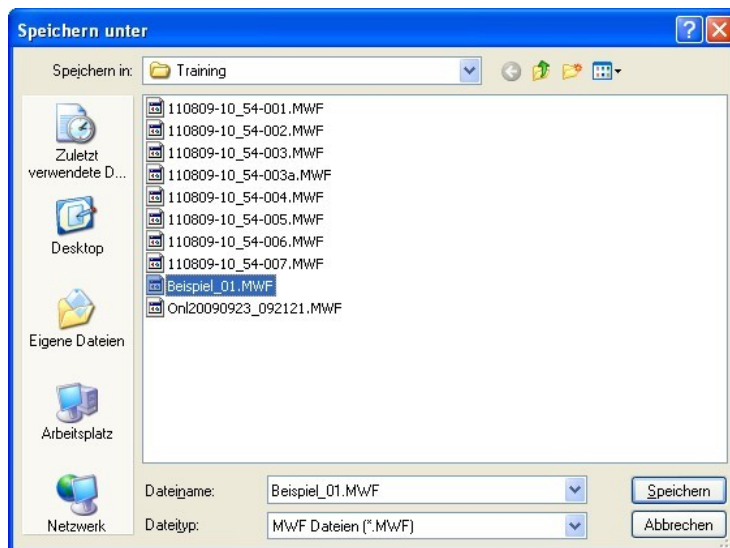 Speichern unter
Speichern in:
Training
110809-10_54-001.MWF
110809-10_54-002.MWF
110809-10_54-003.MWF
110809-10_54-003a.MWF
110809-10_54-004.MWF
110809-10_54-005.MWF
110809-10_54-006.MWF
110809-10_54-007.MWF
Beispiel_01.MWF
Onl20090923_092121.MWF
Zuletzt
verwendete D...
Desktop
Eigene Dateien
Arbeitsplatz
Netzwerk
Dateiname:
Beispiel_01.MWF
Speichern
Dateityp:
MWF Dateien (*.MWF)
Abbrechen